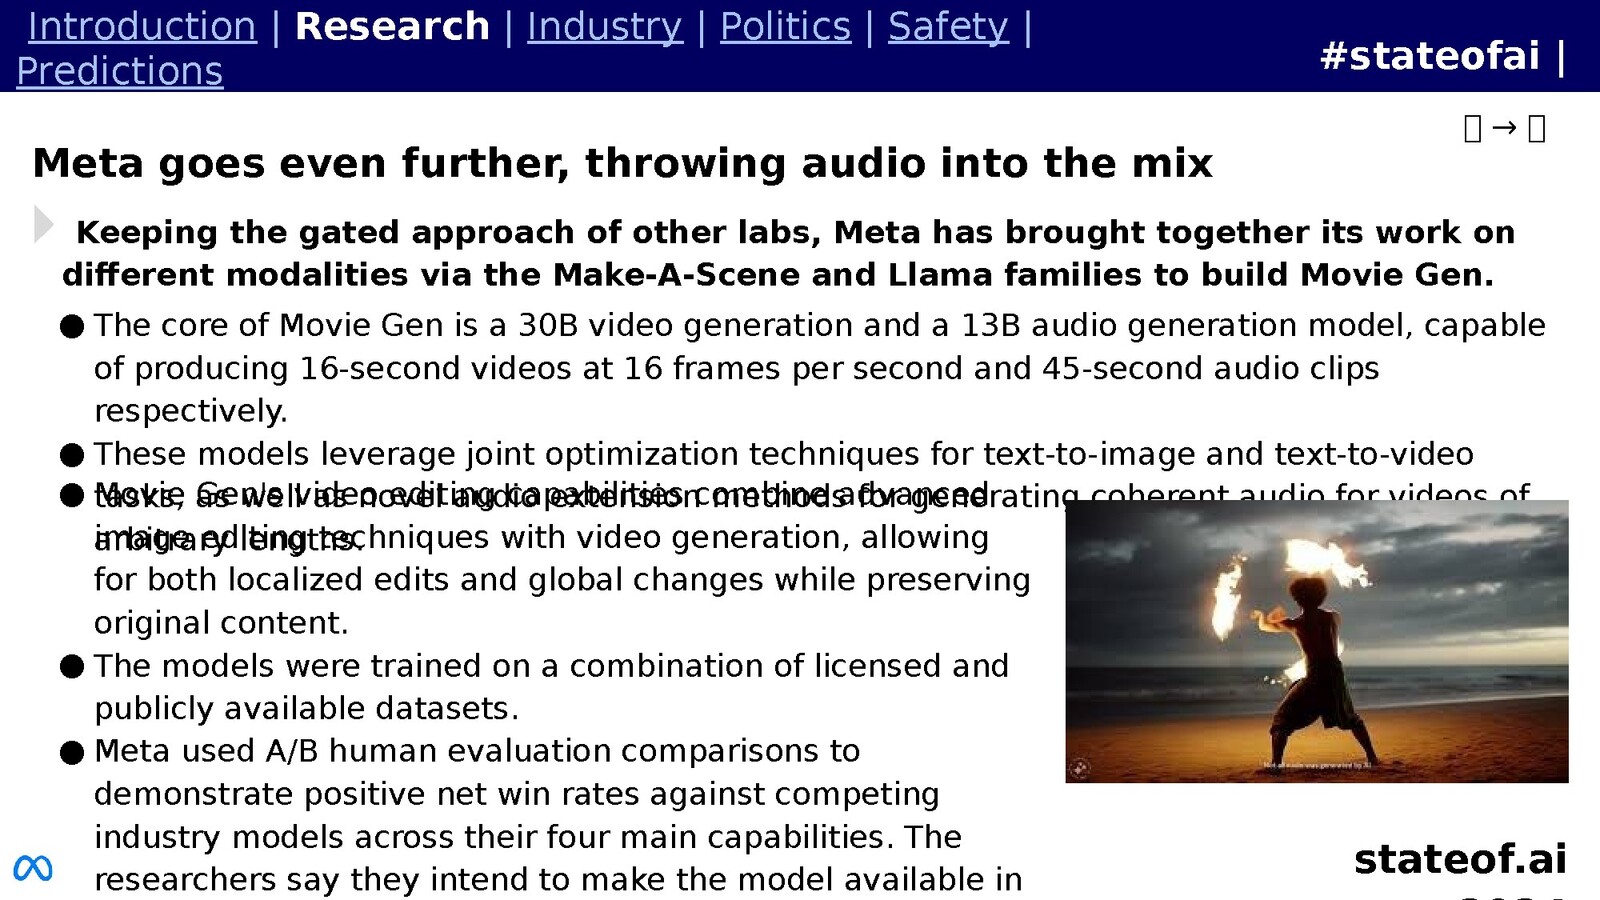 Introduction | Research | Industry | Politics | Safety |
Predictions
#stateofai |
→
Meta goes even further, throwing audio into the mix
Keeping the gated approach of other labs, Meta has brought together its work on
different modalities via the Make-A-Scene and Llama families to build Movie Gen.
● The core of Movie Gen is a 30B video generation and a 13B audio generation model, capable
of producing 16-second videos at 16 frames per second and 45-second audio clips
respectively.
● These models leverage joint optimization techniques for text-to-image and text-to-video
tasks, as well as novel audio extension methods for generating coherent audio for videos of
arbitrary lengths.
● Movie Gen's video editing capabilities combine advanced
image editing techniques with video generation, allowing
for both localized edits and global changes while preserving
original content.
● The models were trained on a combination of licensed and
publicly available datasets.
● Meta used A/B human evaluation comparisons to
demonstrate positive net win rates against competing
industry models across their four main capabilities. The
researchers say they intend to make the model available in
stateof.ai